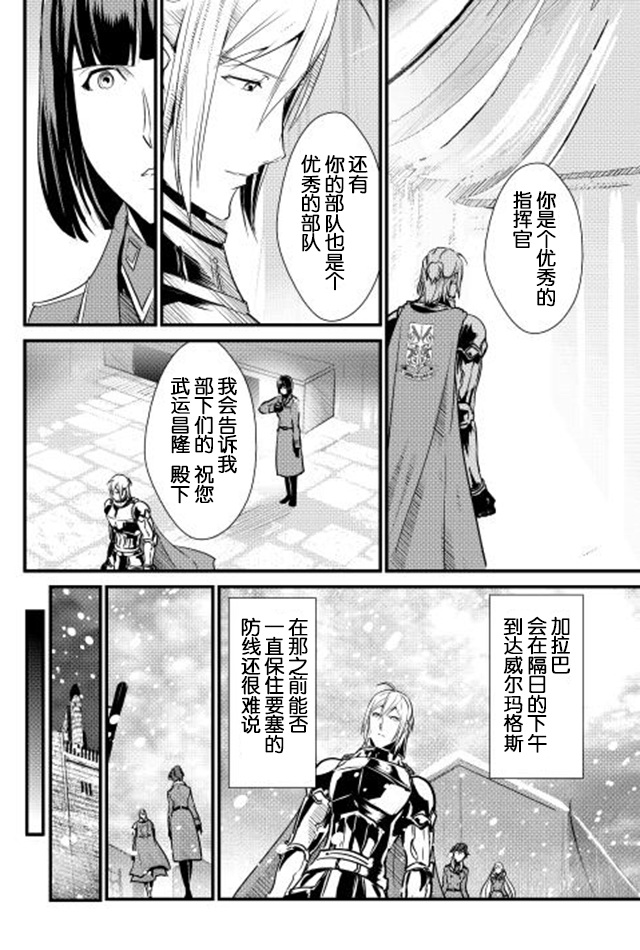 你是个优秀的
指挥官
还有
你的部队也是个
优秀的部队
我会告诉我
部下们的 祝您
武运昌隆 殿下
加拉巴
会在隔日的下午
到达威尔玛格斯
在那之前能否
一直保住要塞的
防线还很难说